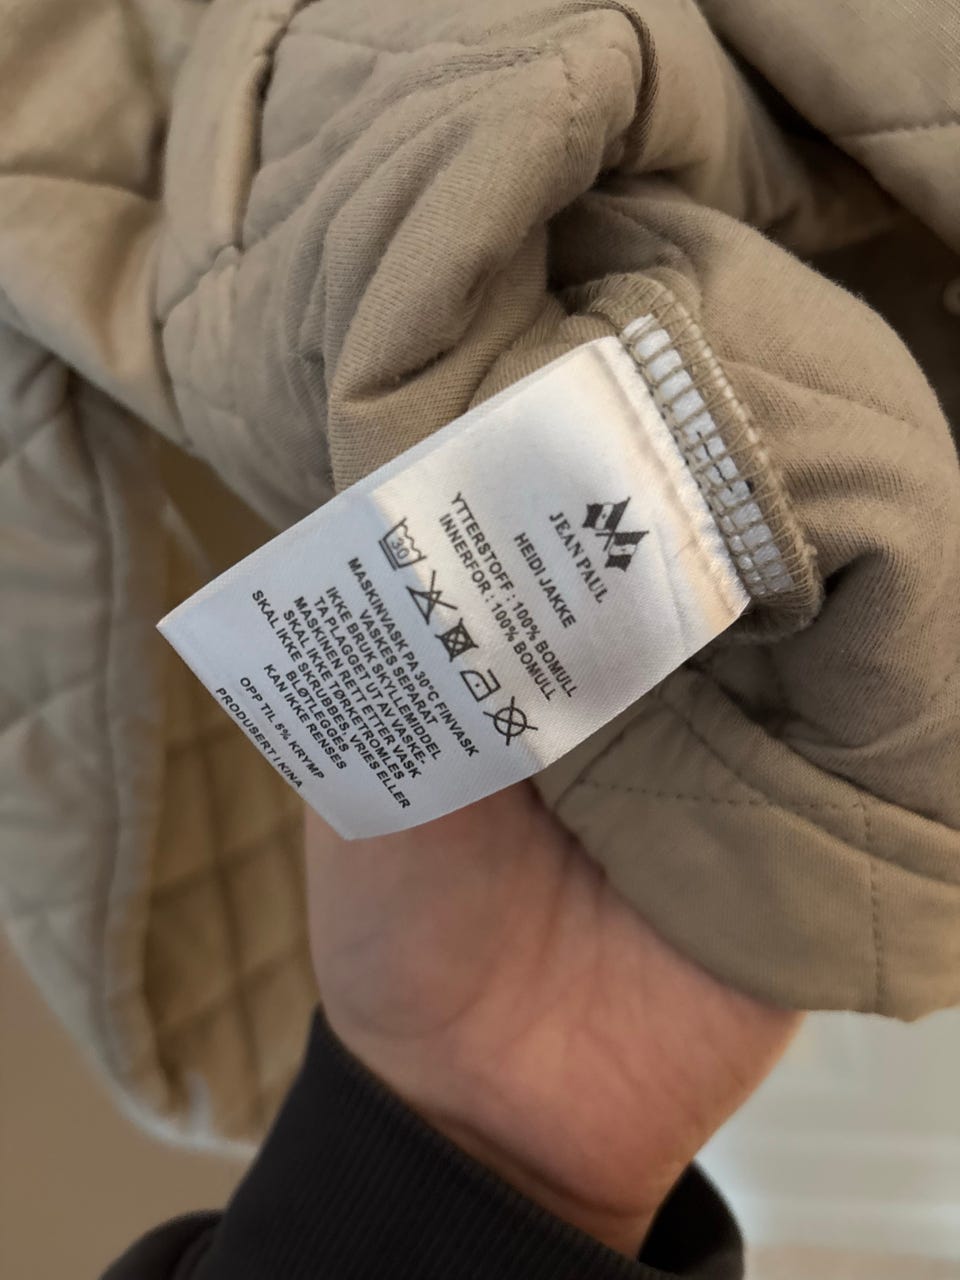 JEAN PAUL
HEIDI JAKKE
YTTERSTOFF : 100% BOMULL
INNERFOR : 100% BOMULL
30
MASKINVASK PA 30°C FINVASK
VASKES SEPARAT
IKKE BRUK SKYLLEMIDDEL
TA PLAGGET UT AV VASKE-
MASKINEN RETT ETTER VASK
SKAL IKKE TØRKETROMLES
SKAL IKKE SKRUBBES, VRIES ELLER
BLØTLEGGES
KAN IKKE RENSES
OPP TIL 5% KRYMP
PRODUSERT I KINA